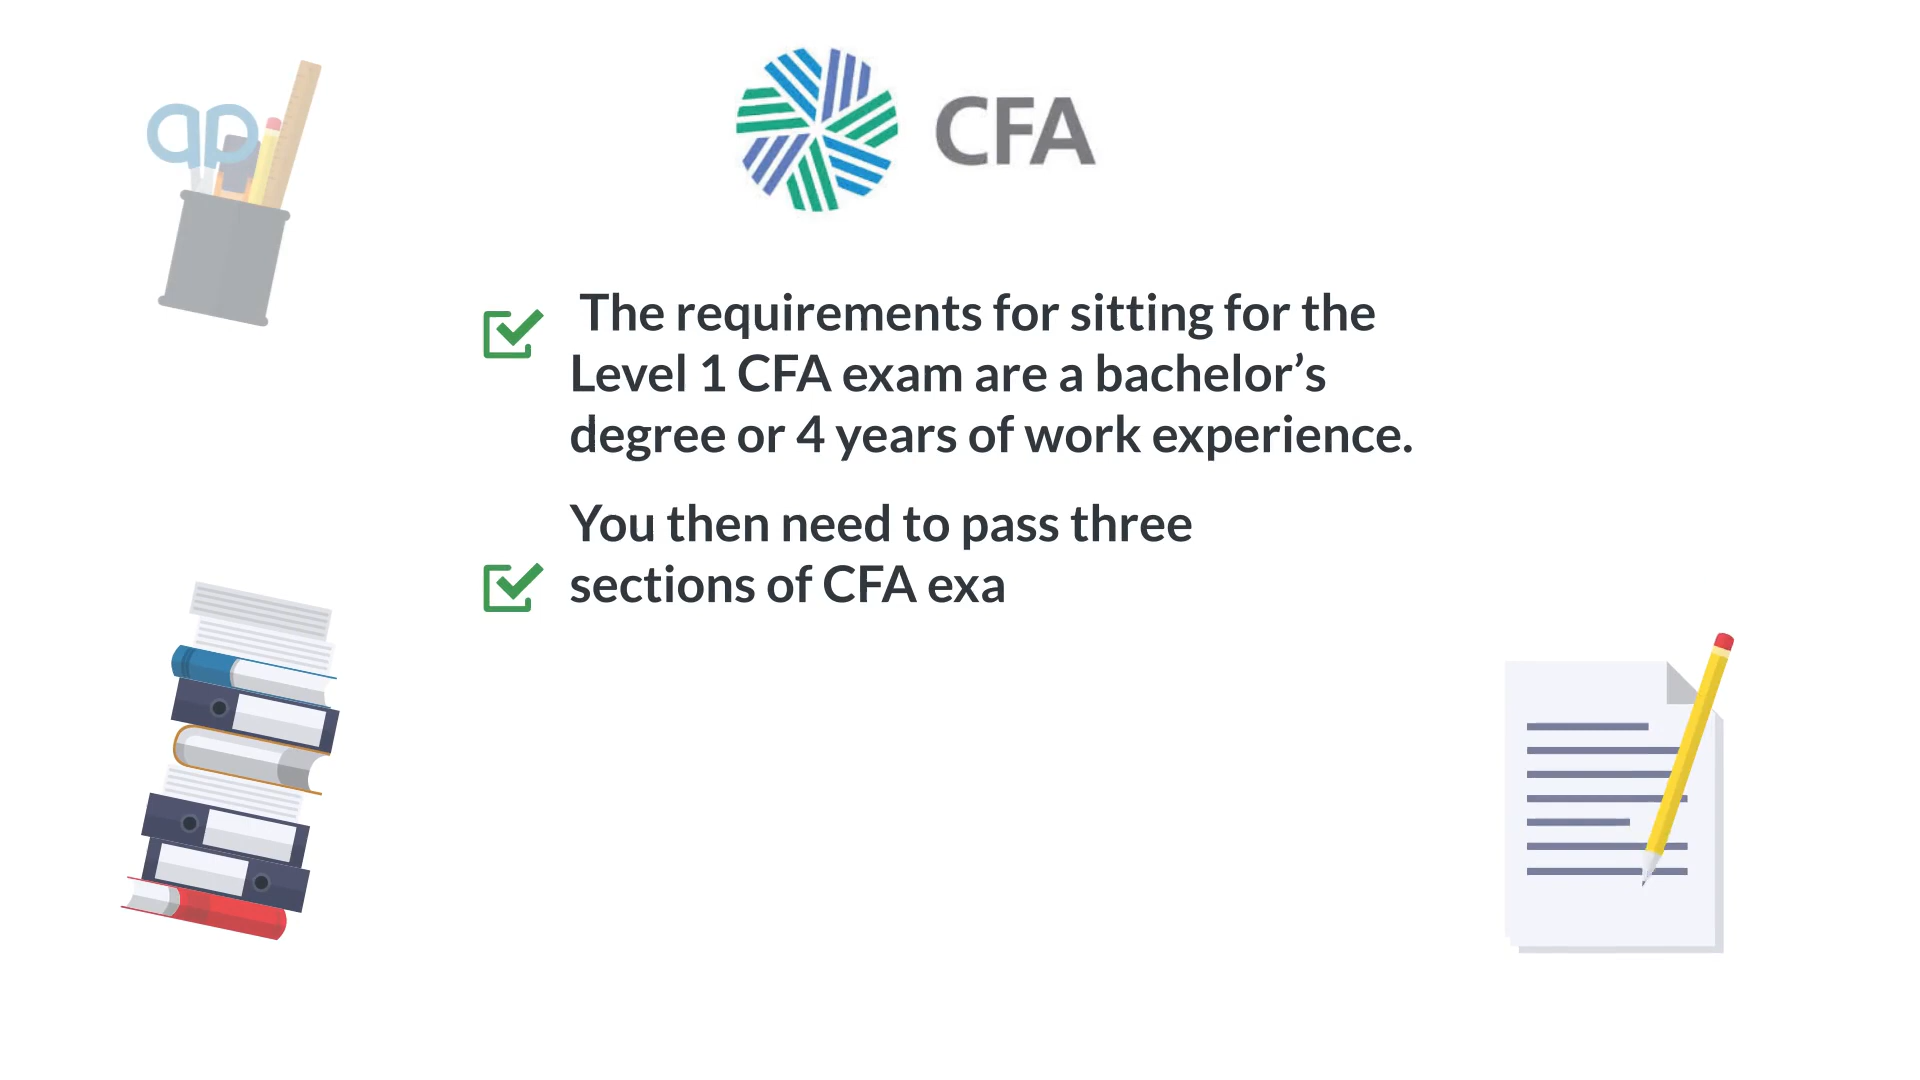 CFA
The requirements for sitting for the
Level 1 CFA exam are a bachelor’s
degree or 4 years of work experience.
You then need to pass three
sections of CFA exa